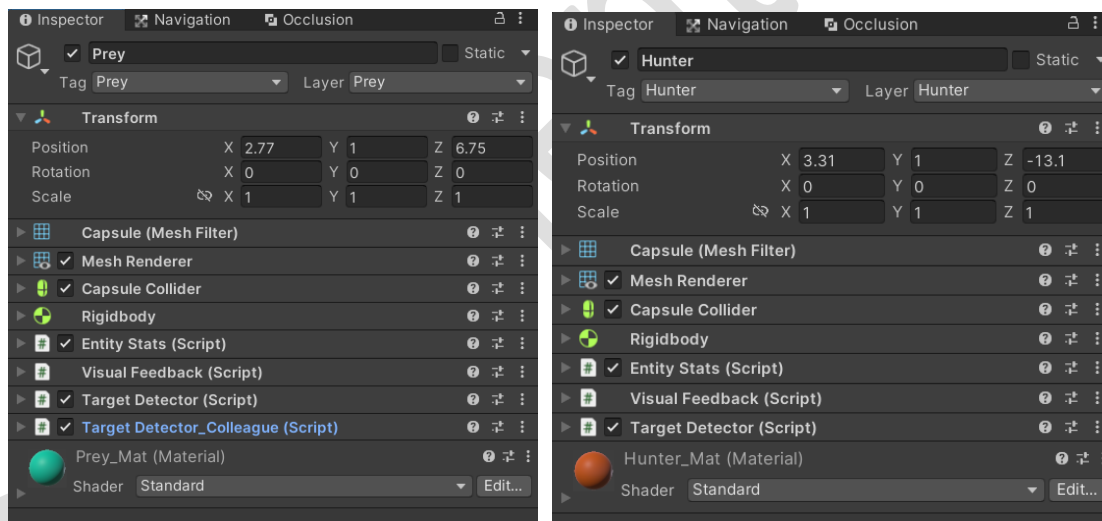 Inspector Navigation Occlusion
Prey Static
Tag Prey Layer Prey
Transform
Position X 2.77 Y 1 Z 6.75
Rotation X 0 Y 0 Z 0
Scale X 1 Y 1 Z 1
Capsule (Mesh Filter)
Mesh Renderer
Capsule Collider
Rigidbody
# Entity Stats (Script)
# Visual Feedback (Script)
# Target Detector (Script)
# Target Detector_Colleague (Script)
Prey_Mat (Material)
Shader Standard Edit...
Inspector Navigation Occlusion
Hunter Static
Tag Hunter Layer Hunter
Transform
Position X 3.31 Y 1 Z -13.1
Rotation X 0 Y 0 Z 0
Scale X 1 Y 1 Z 1
Capsule (Mesh Filter)
Mesh Renderer
Capsule Collider
Rigidbody
# Entity Stats (Script)
# Visual Feedback (Script)
# Target Detector (Script)
Hunter_Mat (Material)
Shader Standard Edit...